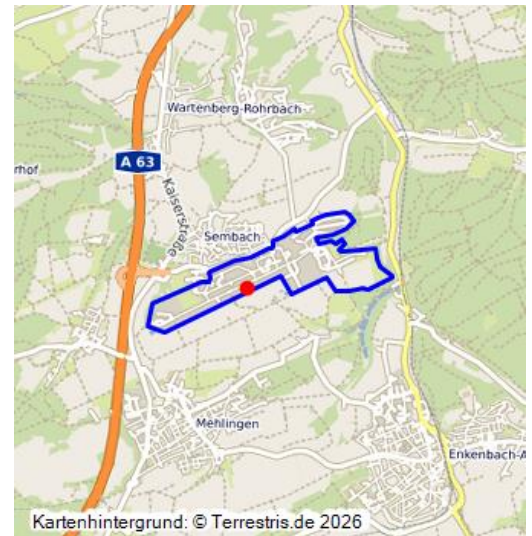 Wartenberg-Rohrbach
rhof
A 63
Kaiserstraße
Sembach
Mehlingen
Enkenbach-A
Kartenhintergrund: © Terrestris.de 2026